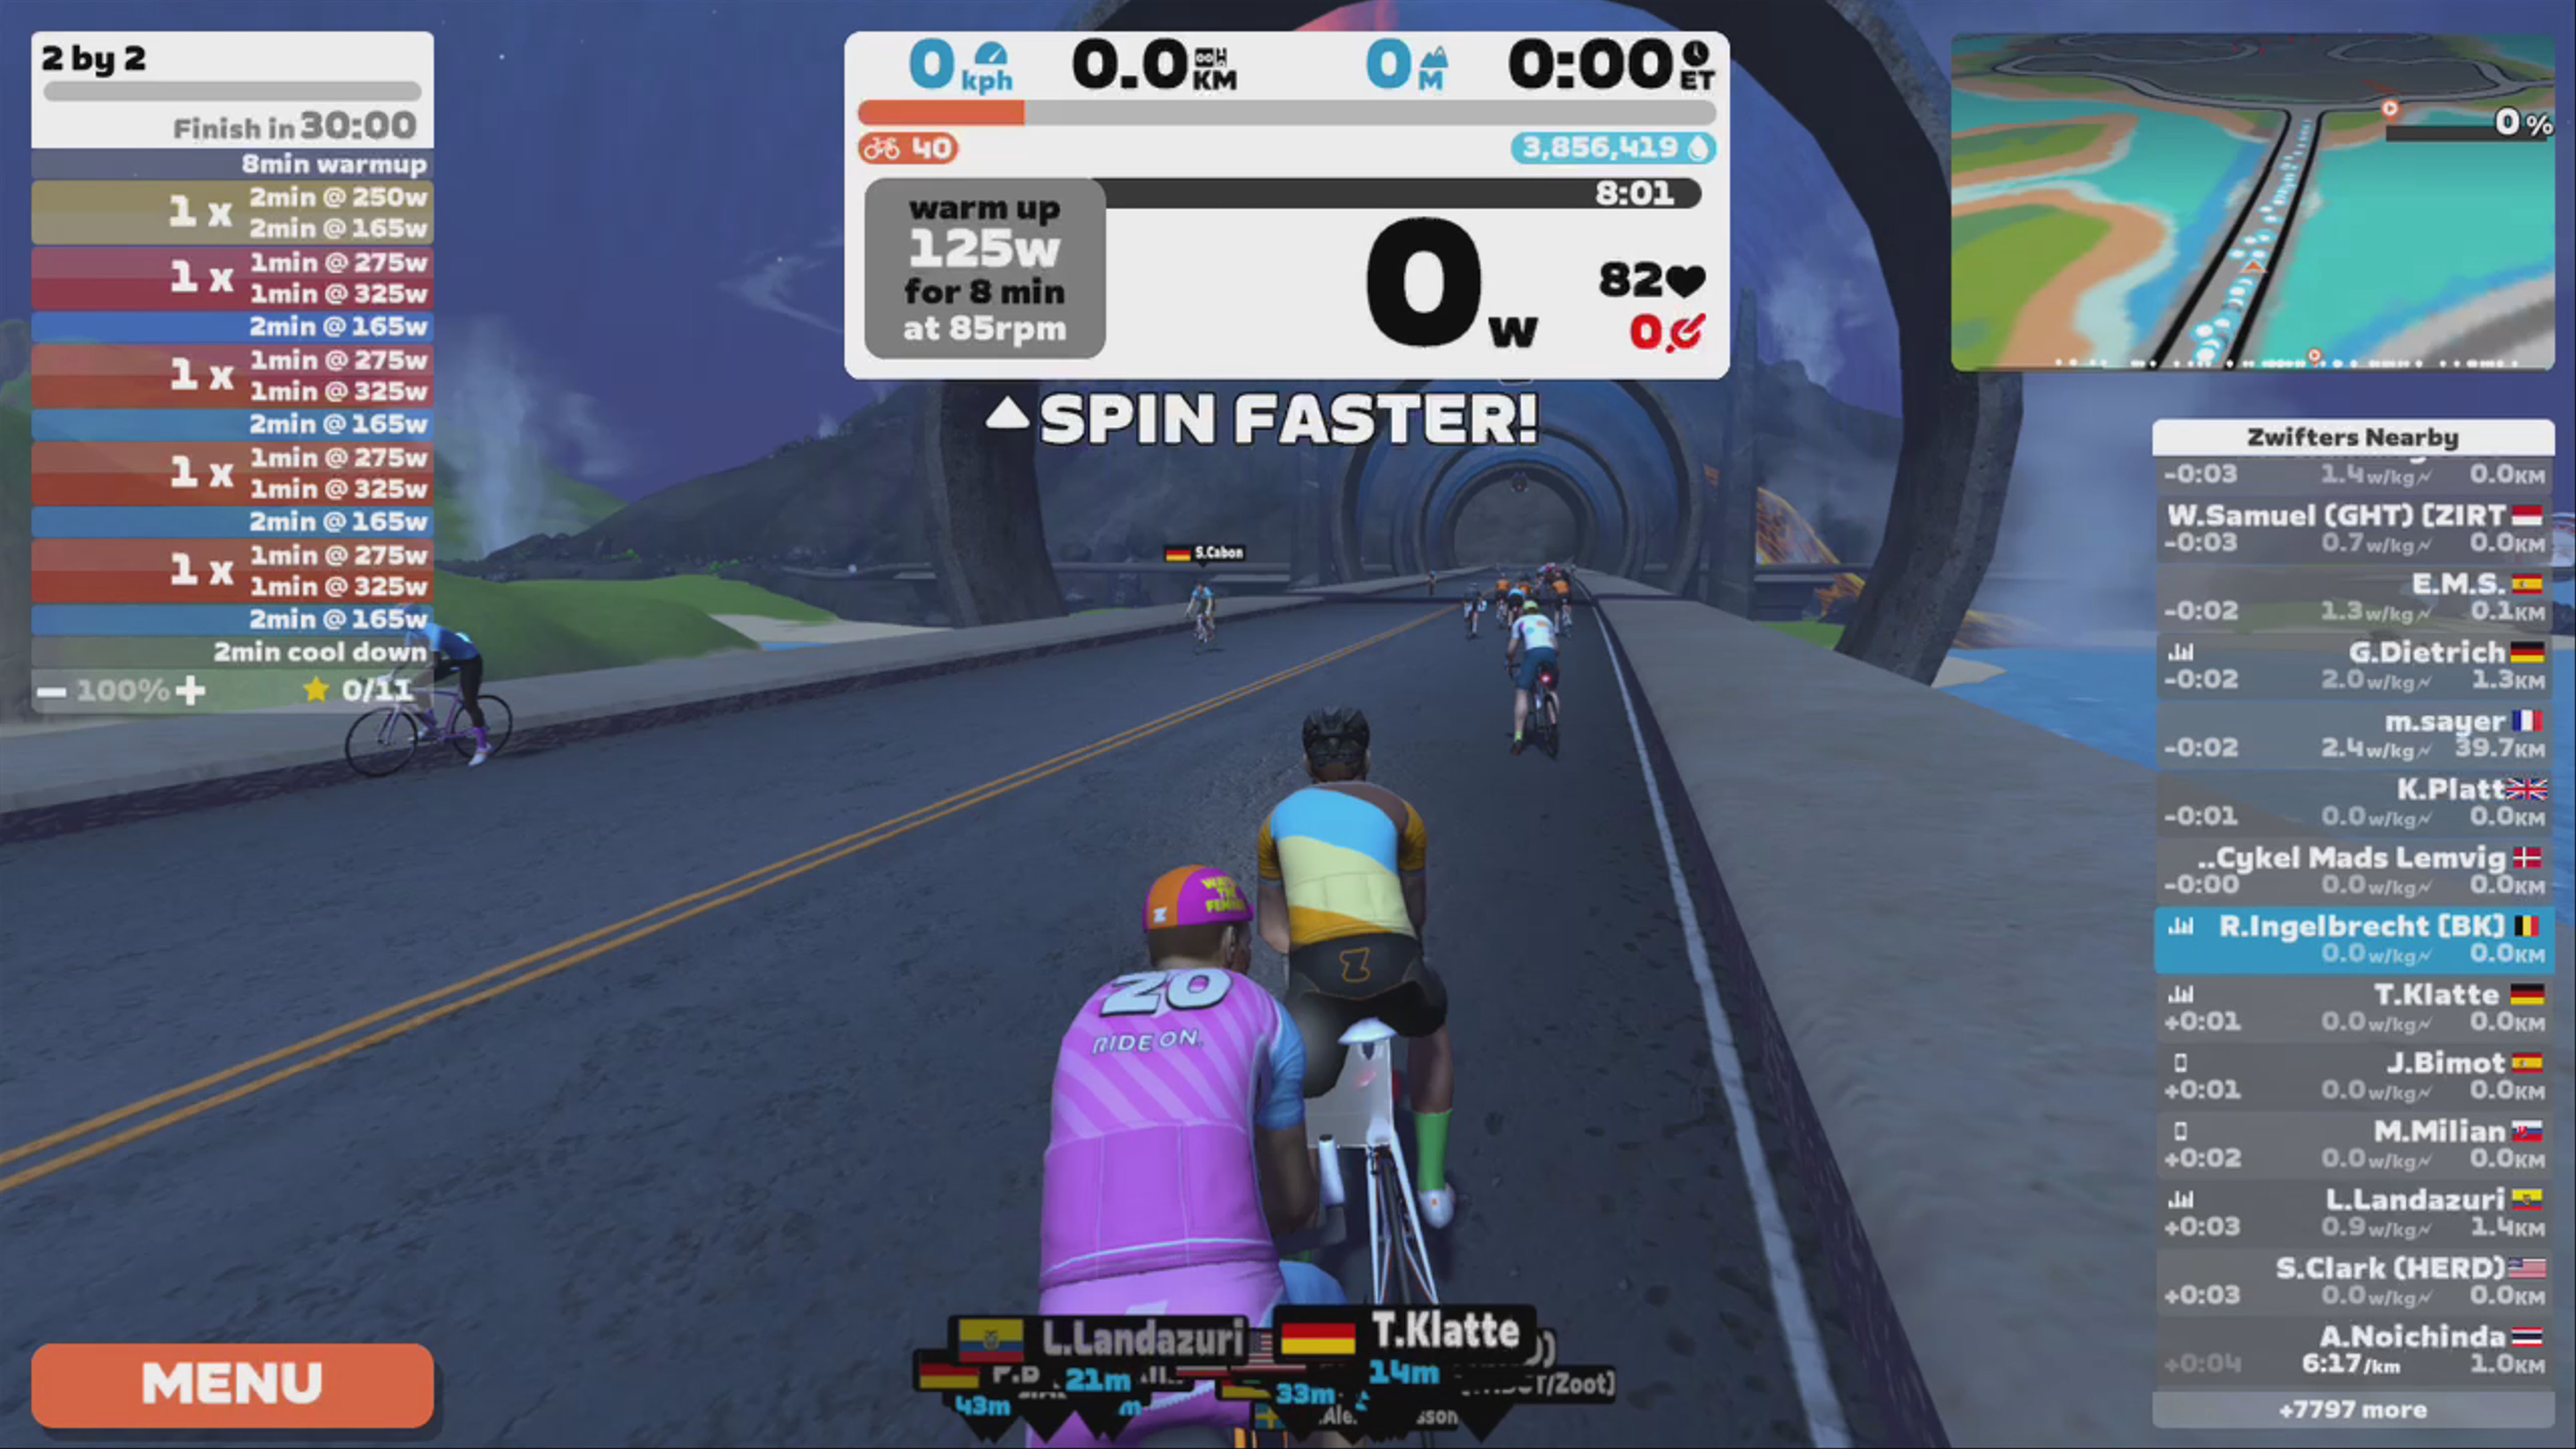 2 by 2
Finish in 30:00
8min warmup
1 x 2min @ 250w
2min @ 165w
1 x 1min @ 275w
1min @ 325w
2min @ 165w
1 x 1min @ 275w
1min @ 325w
2min @ 165w
1 x 1min @ 275w
1min @ 325w
2min @ 165w
1 x 1min @ 275w
1min @ 325w
2min @ 165w
2min cool down
100% 0/11
MENU
0 kph 0.0 KM 0 M 0:00 ET
40 3,856,419
8:01
warm up
125w
for 8 min
at 85rpm
0 w
82
0
SPIN FASTER!
S.Cabon
Z
20
RIDE ON.
L.Landazuri T.Klatte
21m 14m
43m 33m
0%
Zwifters Nearby
-0:03 1.4w/kg 0.0KM
W.Samuel (GHT) [ZIRT
-0:03 0.7w/kg 0.0KM
E.M.S.
-0:02 1.3w/kg 0.1KM
G.Dietrich
-0:02 2.0w/kg 1.3KM
m.sayer
-0:02 2.4w/kg 39.7KM
K.Platt
-0:01 0.0w/kg 0.0KM
..Cykel Mads Lemvig
-0:00 0.0w/kg 0.0KM
R.Ingelbrecht [BK]
0.0w/kg 0.0KM
T.Klatte
+0:01 0.0w/kg 0.0KM
J.Bimot
+0:01 0.0w/kg 0.0KM
M.Milian
+0:02 0.0w/kg 0.0KM
L.Landazuri
+0:03 0.9w/kg 1.4KM
S.Clark (HERD)
+0:03 0.0w/kg 0.0KM
A.Noichinda
+0:04 6:17/km 1.0KM
+7797 more